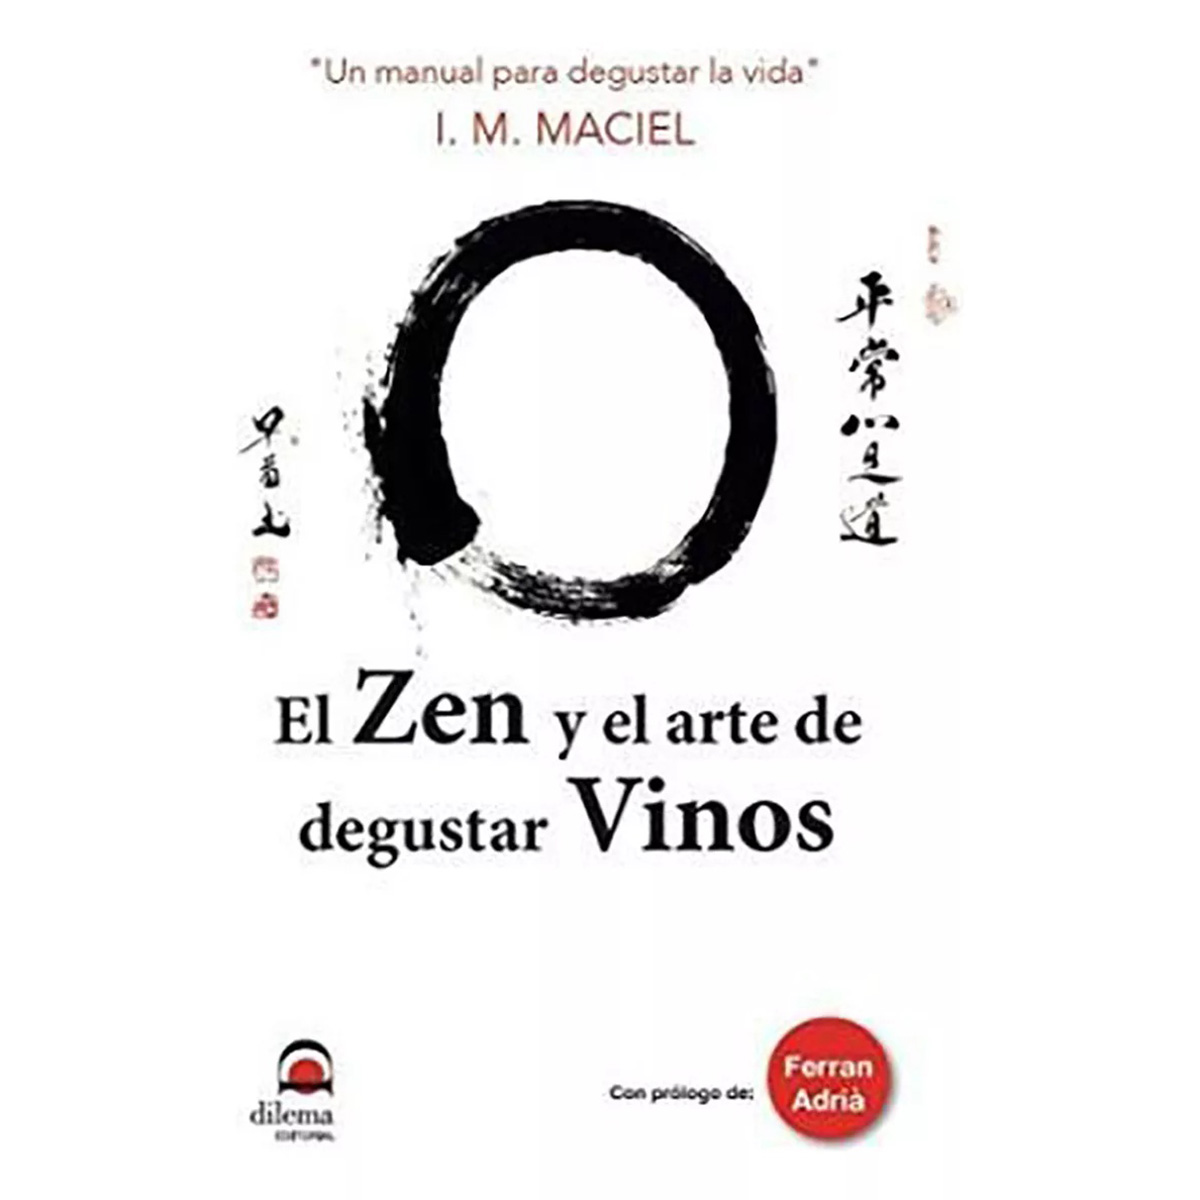 "Un manual para degustar la vida"
I. M. MACIEL
平常心是道
El Zen y el arte de
degustar Vinos
dilema
EDITORIAL
Con prólogo de:
Ferran
Adrià